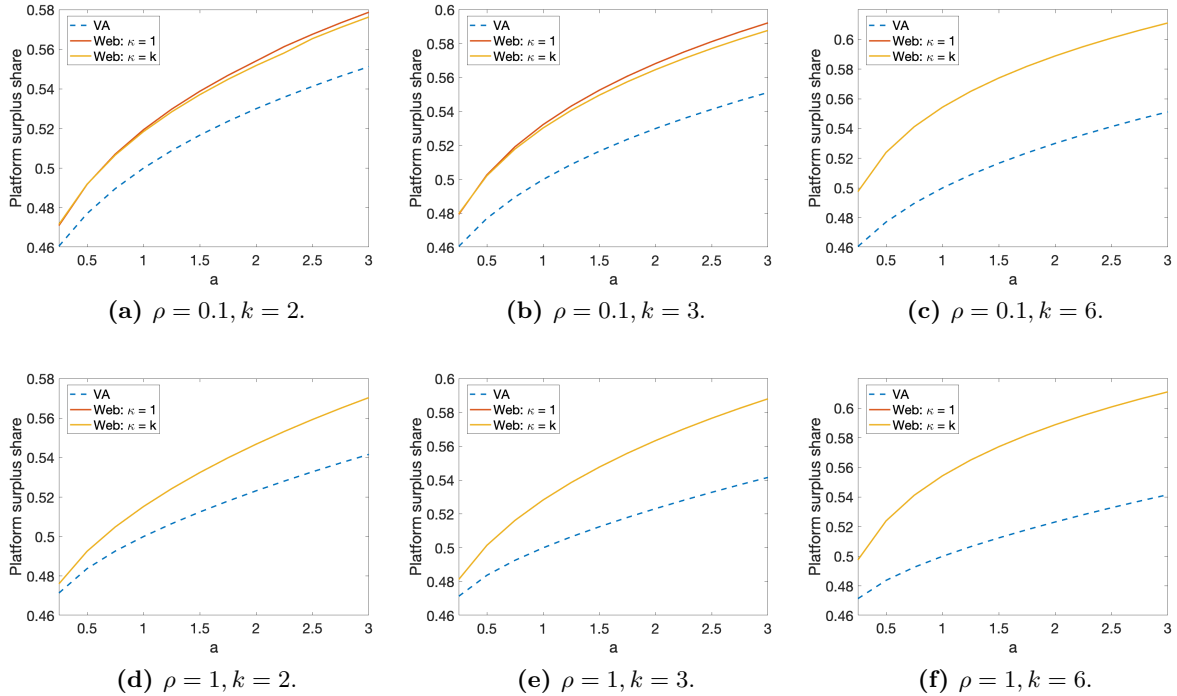 0.58
0.56
0.54
0.52
0.5
0.48
0.46
Platform surplus share
VA
Web: κ = 1
Web: κ = k
0.5 1 1.5 2 2.5 3
a
(a) ρ = 0.1, k = 2.
0.6
0.58
0.56
0.54
0.52
0.5
0.48
0.46
Platform surplus share
VA
Web: κ = 1
Web: κ = k
0.5 1 1.5 2 2.5 3
a
(b) ρ = 0.1, k = 3.
0.6
0.58
0.56
0.54
0.52
0.5
0.48
0.46
Platform surplus share
VA
Web: κ = 1
Web: κ = k
0.5 1 1.5 2 2.5 3
a
(c) ρ = 0.1, k = 6.
0.58
0.56
0.54
0.52
0.5
0.48
0.46
Platform surplus share
VA
Web: κ = 1
Web: κ = k
0.5 1 1.5 2 2.5 3
a
(d) ρ = 1, k = 2.
0.6
0.58
0.56
0.54
0.52
0.5
0.48
0.46
Platform surplus share
VA
Web: κ = 1
Web: κ = k
0.5 1 1.5 2 2.5 3
a
(e) ρ = 1, k = 3.
0.6
0.58
0.56
0.54
0.52
0.5
0.48
0.46
Platform surplus share
VA
Web: κ = 1
Web: κ = k
0.5 1 1.5 2 2.5 3
a
(f) ρ = 1, k = 6.